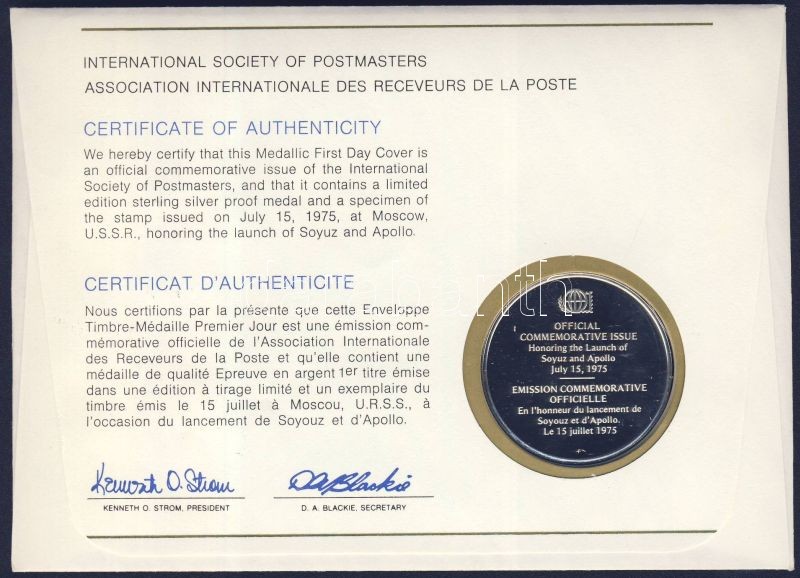 INTERNATIONAL SOCIETY OF POSTMASTERS
ASSOCIATION INTERNATIONALE DES RECEVEURS DE LA POSTE
CERTIFICATE OF AUTHENTICITY
We hereby certify that this Medallic First Day Cover is
an official commemorative issue of the International
Society of Postmasters, and that it contains a limited
edition sterling silver proof medal and a specimen of
the stamp issued on July 15, 1975, at Moscow,
U.S.S.R., honoring the launch of Soyuz and Apollo.
CERTIFICAT D'AUTHENTICITE
Nous certifions par la présente que cette Enveloppe
Timbre-Médaille Premier Jour est une émission com-
mémorative officielle de l'Association Internationale
des Receveurs de la Poste et qu'elle contient une
médaille de qualité Epreuve en argent 1er titre émise
dans une édition à tirage limité et un exemplaire du
timbre émis le 15 juillet à Moscou, U.R.S.S., à
l'occasion du lancement de Soyouz et d'Apollo.
Kenneth O. Strom
KENNETH O. STROM, PRESIDENT
D A Blackie
D. A. BLACKIE, SECRETARY
OFFICIAL
COMMEMORATIVE ISSUE
Honoring the Launch of
Soyuz and Apollo
July 15, 1975
EMISSION COMMEMORATIVE
OFFICIELLE
En l'honneur du lancement de
Soyouz et d'Apollo.
Le 15 juillet 1975